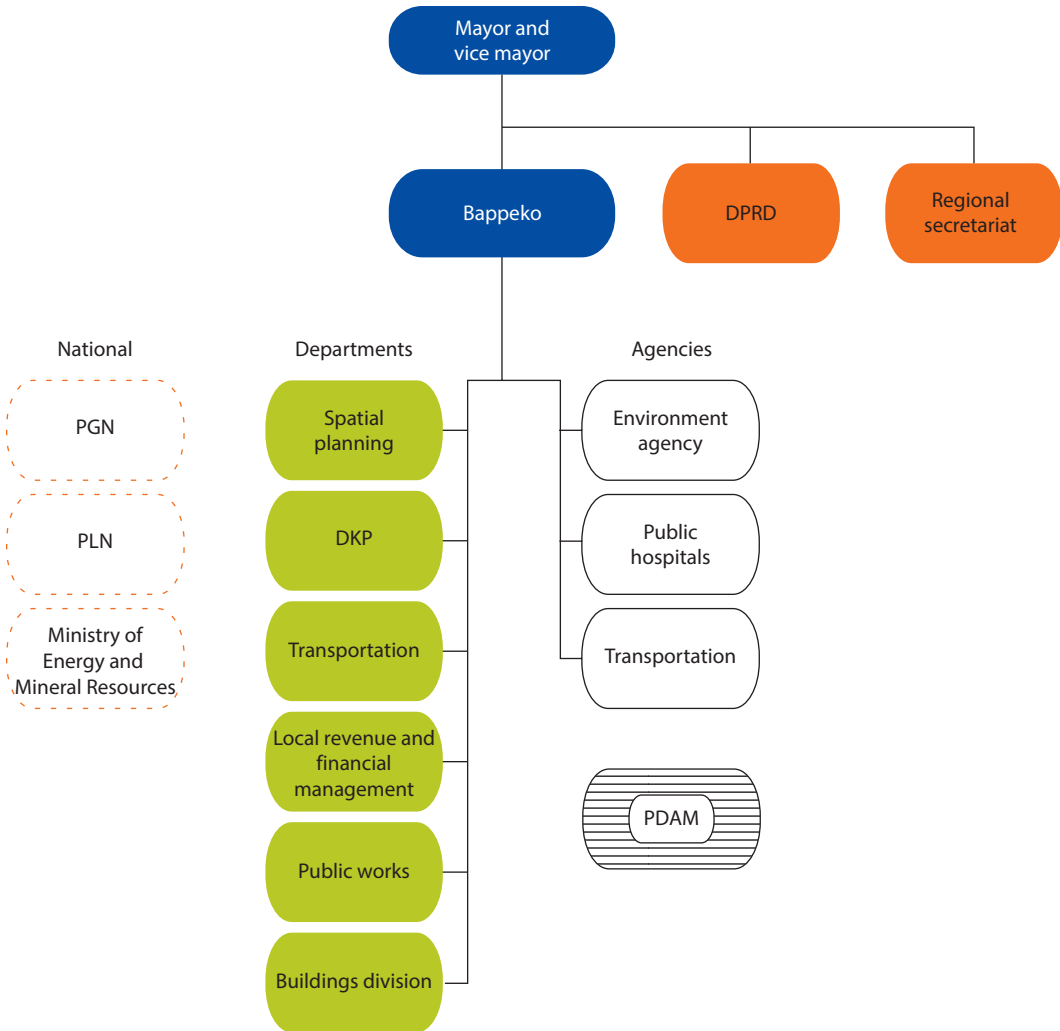 Mayor and
vice mayor
Bappeko
DPRD
Regional
secretariat
National
Departments
Agencies
PGN
Spatial
planning
Environment
agency
PLN
DKP
Public
hospitals
Ministry of
Energy and
Mineral Resources
Transportation
Transportation
Local revenue and
financial
management
PDAM
Public works
Buildings division